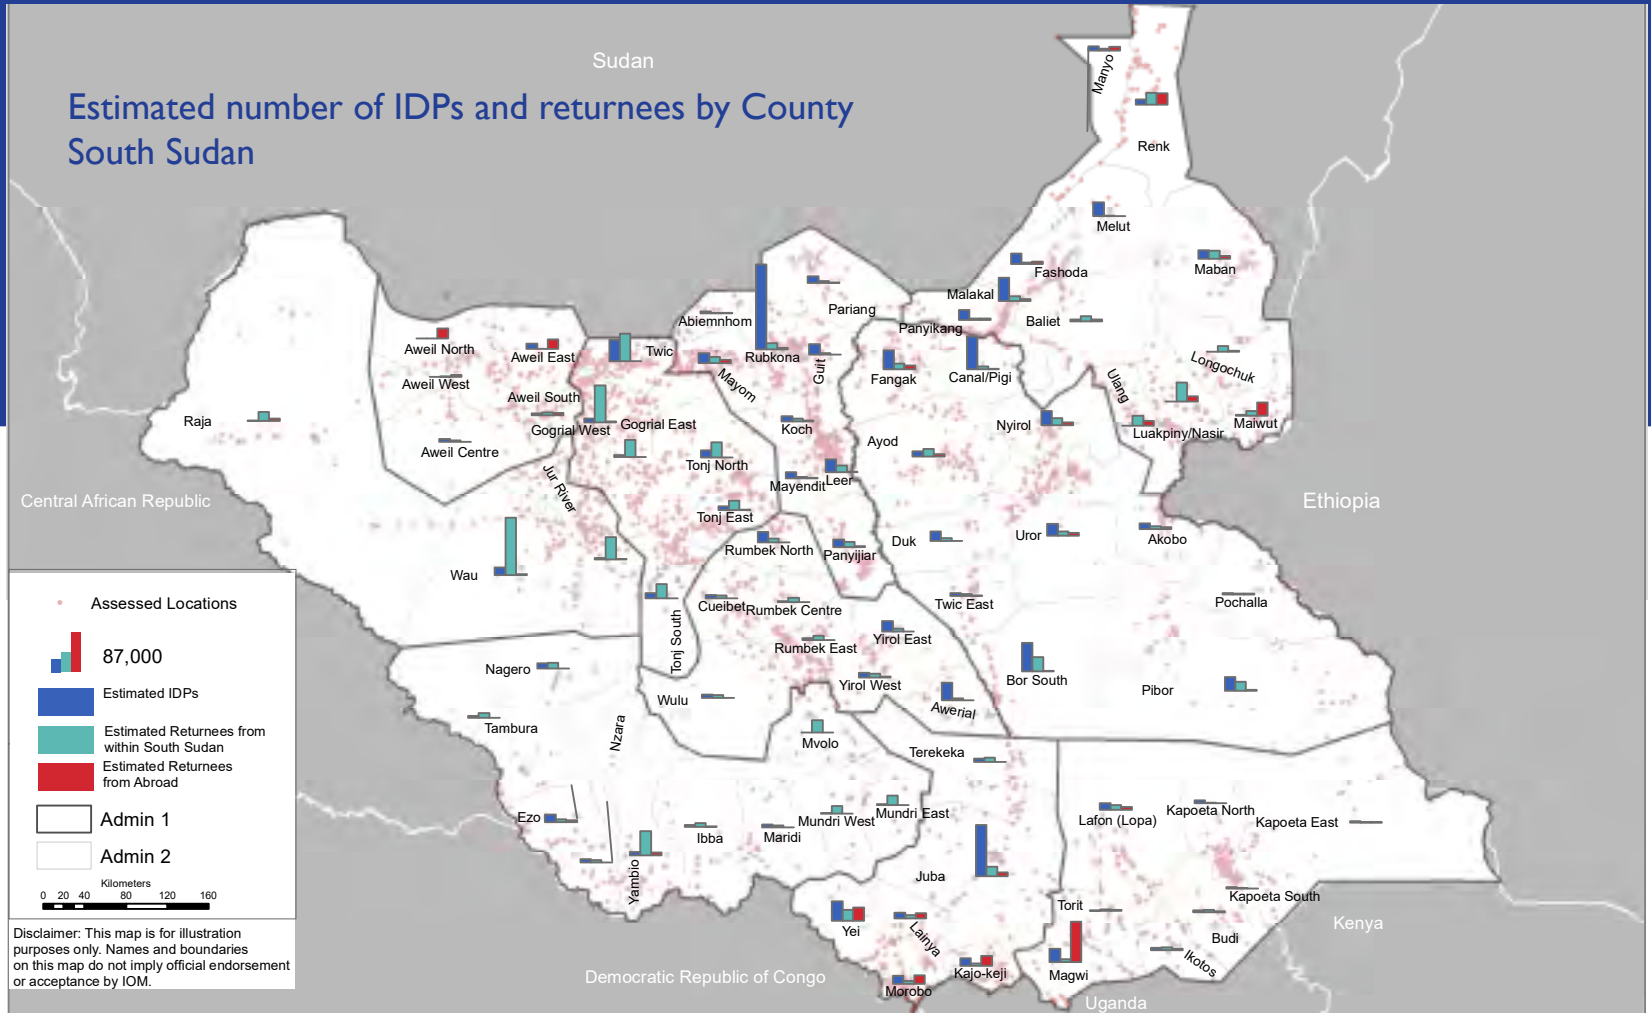 Sudan
Estimated number of IDPs and returnees by County
South Sudan
Manyo
Renk
Melut
Maban
Fashoda
Malakal
Baliet
Panyikang
Pariang
Abiemnhom
Rubkona
Guit
Mayom
Twic
Aweil North
Aweil East
Aweil West
Aweil South
Aweil Centre
Raja
Gogrial West
Gogrial East
Fangak
Canal/Pigi
Longochuk
Ulang
Luakpiny/Nasir
Maiwut
Nyirol
Koch
Ayod
Tonj North
Mayendit
Leer
Jur River
Central African Republic
Ethiopia
Tonj East
Rumbek North
Panyijiar
Duk
Uror
Akobo
Wau
Cueibet
Rumbek Centre
Twic East
Pochalla
Tonj South
Rumbek East
Yirol East
Nagero
Yirol West
Bor South
Pibor
Wulu
Awerial
Tambura
Nzara
Mvolo
Terekeka
Ezo
Ibba
Maridi
Mundri West
Mundri East
Lafon (Lopa)
Kapoeta North
Kapoeta East
Yambio
Juba
Kapoeta South
Torit
Kenya
Yei
Lainya
Budi
Ikotos
Kajo-keji
Magwi
Morobo
Democratic Republic of Congo
Uganda
Assessed Locations
87,000
Estimated IDPs
Estimated Returnees from
within South Sudan
Estimated Returnees
from Abroad
Admin 1
Admin 2
Kilometers
0 20 40 80 120 160
Disclaimer: This map is for illustration
purposes only. Names and boundaries
on this map do not imply official endorsement
or acceptance by IOM.